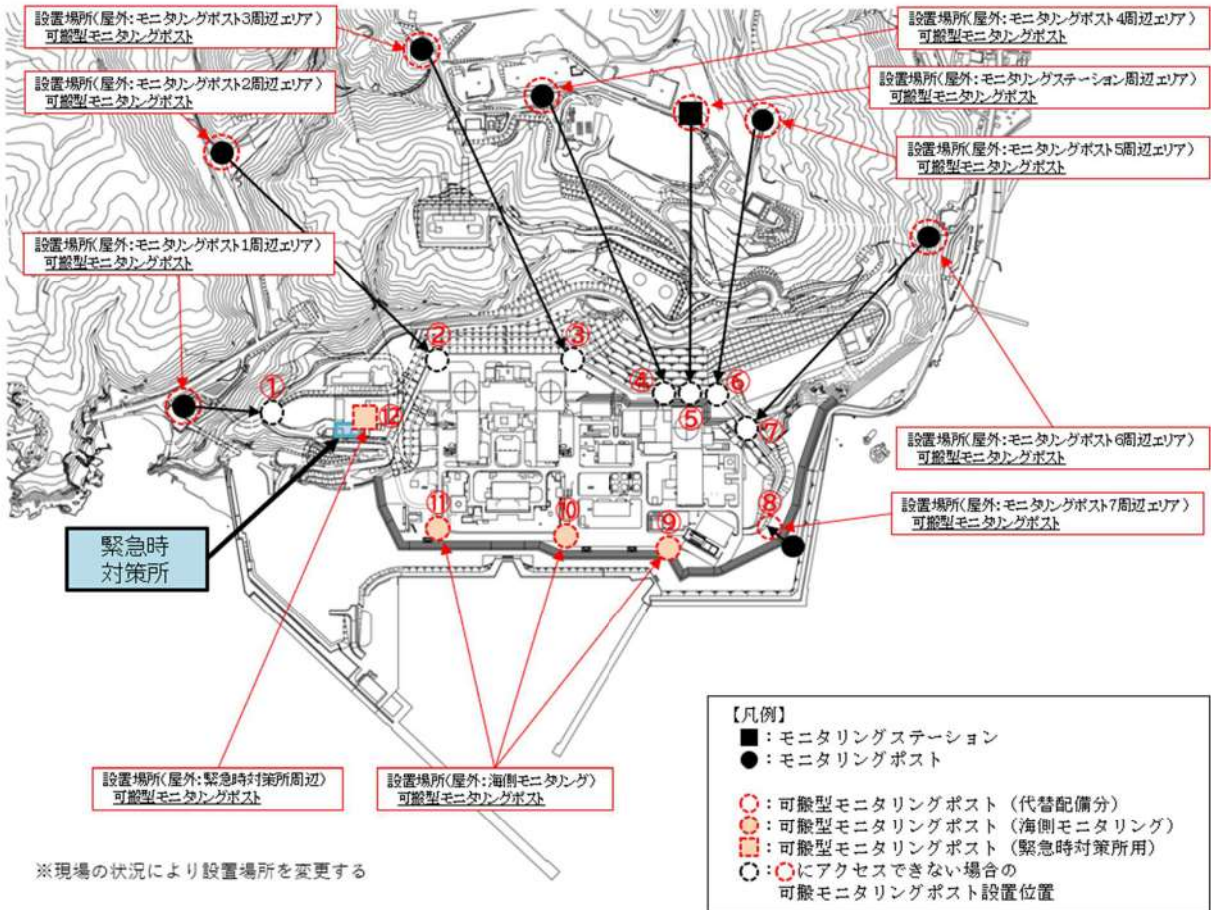 設置場所(屋外:モニタリングポスト3周辺エリア)
可搬型モニタリングポスト
設置場所(屋外:モニタリングポスト4周辺エリア)
可搬型モニタリングポスト
設置場所(屋外:モニタリングポスト2周辺エリア)
可搬型モニタリングポスト
設置場所(屋外:モニタリングステーション周辺エリア)
可搬型モニタリングポスト
設置場所(屋外:モニタリングポスト5周辺エリア)
可搬型モニタリングポスト
設置場所(屋外:モニタリングポスト1周辺エリア)
可搬型モニタリングポスト
②
③
④
⑥
①
⑫
⑤
⑦
設置場所(屋外:モニタリングポスト6周辺エリア)
可搬型モニタリングポスト
⑪
⑩
⑨
⑧
設置場所(屋外:モニタリングポスト7周辺エリア)
可搬型モニタリングポスト
緊急時
対策所
設置場所(屋外:緊急時対策所周辺)
可搬型モニタリングポスト
設置場所(屋外:海側モニタリング)
可搬型モニタリングポスト
【凡例】
■:モニタリングステーション
●:モニタリングポスト
:可搬型モニタリングポスト(代替配備分)
:可搬型モニタリングポスト(海側モニタリング)
:可搬型モニタリングポスト(緊急時対策所用)
:○にアクセスできない場合の
可搬モニタリングポスト設置位置
※現場の状況により設置場所を変更する